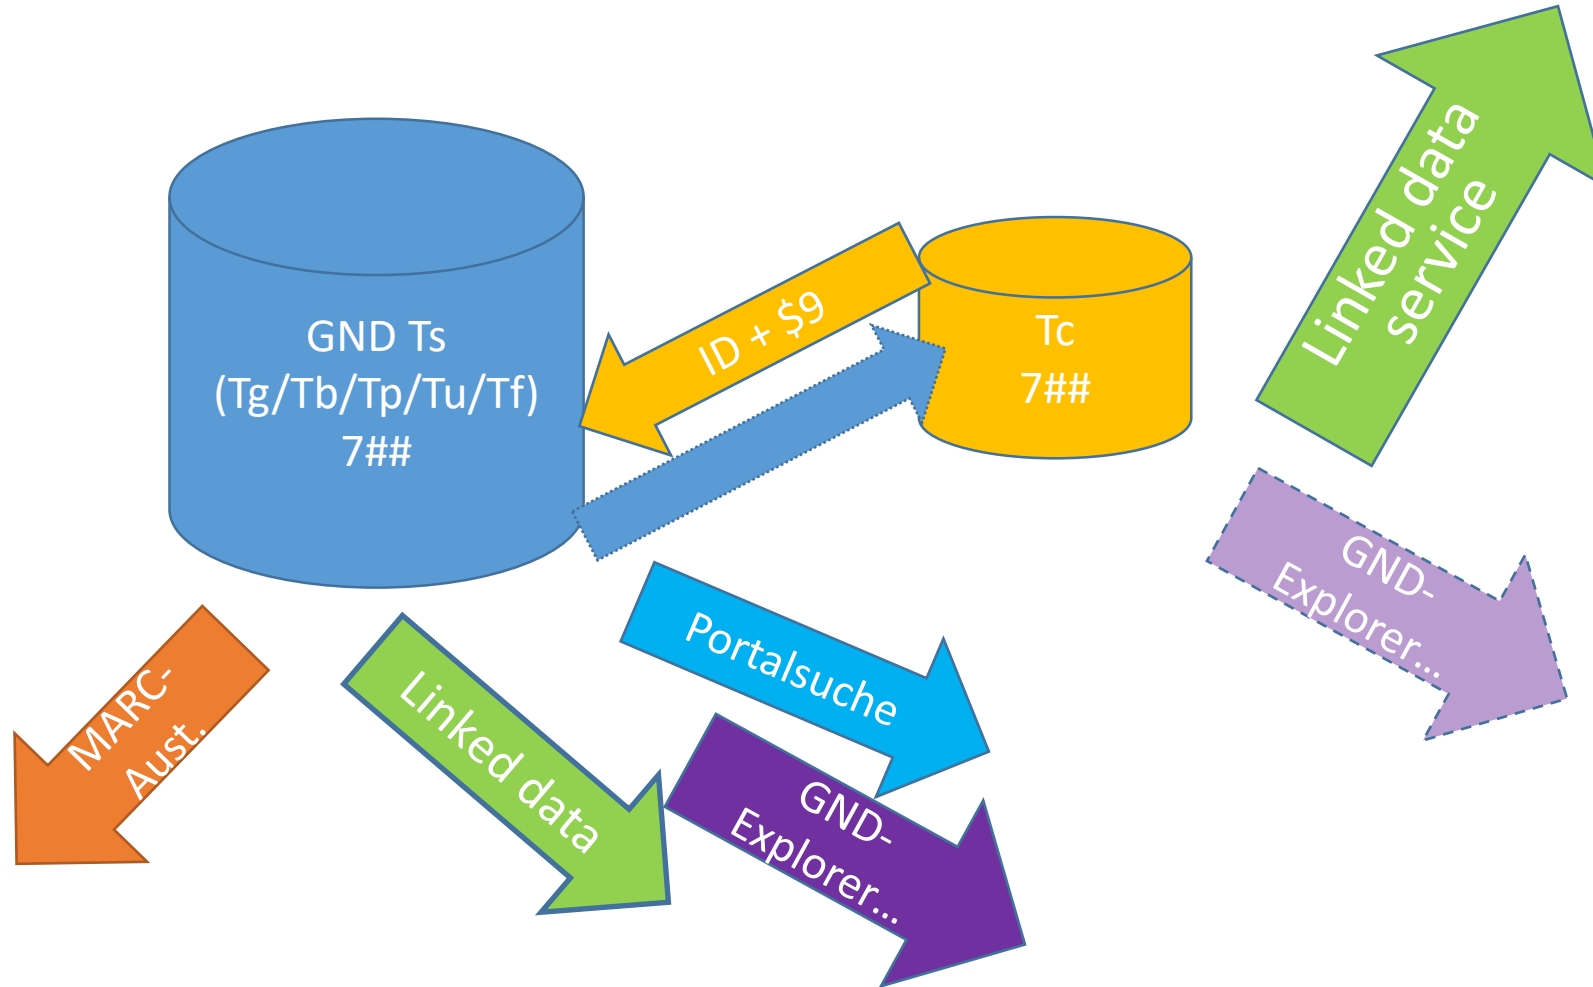 GND Ts
(Tg/Tb/Tp/Tu/Tf)
7##
ID + $9
Tc
7##
Linked data
service
GND-
Explorer...
MARC-
Aust.
Linked data
Portalsuche
GND-
Explorer...